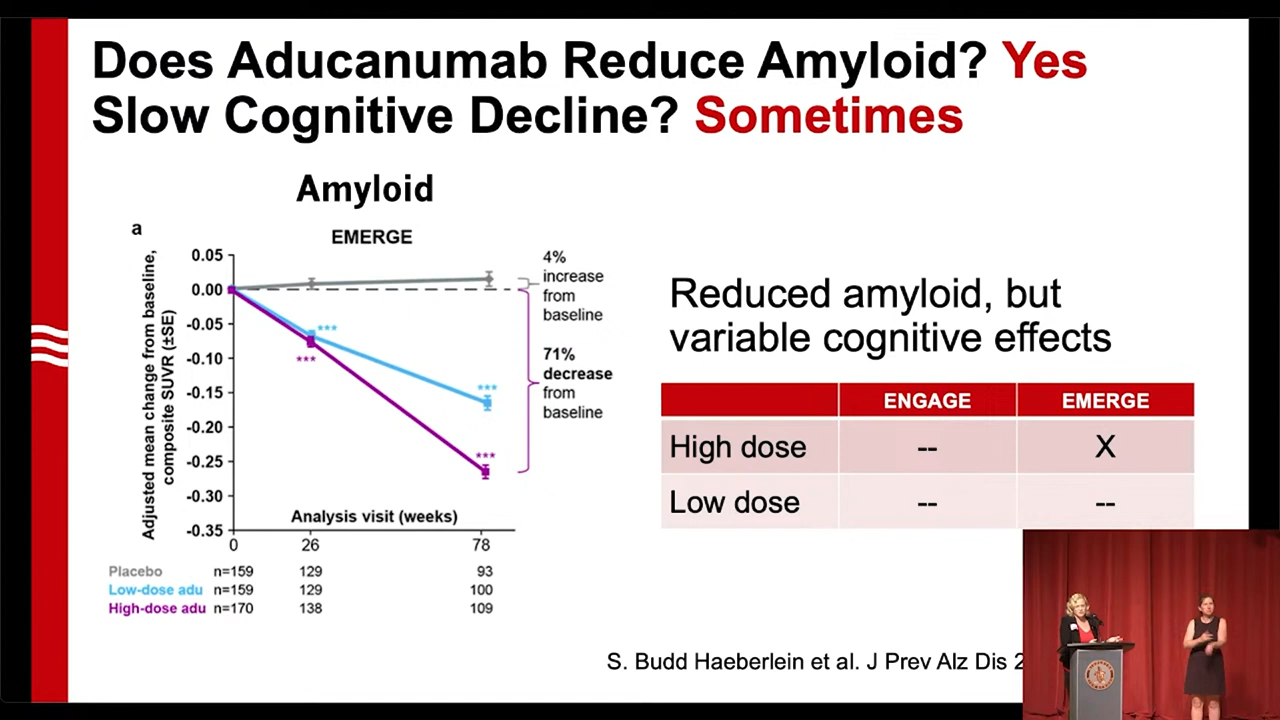 Does Aducanumab Reduce Amyloid? Yes
Slow Cognitive Decline? Sometimes
Amyloid
a
EMERGE
Adjusted mean change from baseline,
composite SUVR (±SE)
0.05
0.00
-0.05
-0.10
-0.15
-0.20
-0.25
-0.30
-0.35
***
***
***
***
4%
increase
from
baseline
71%
decrease
from
baseline
Analysis visit (weeks)
0 26 78
Placebo n=159 129 93
Low-dose adu n=159 129 100
High-dose adu n=170 138 109
Reduced amyloid, but
variable cognitive effects
ENGAGE EMERGE
High dose -- X
Low dose -- --
S. Budd Haeberlein et al. J Prev Alz Dis